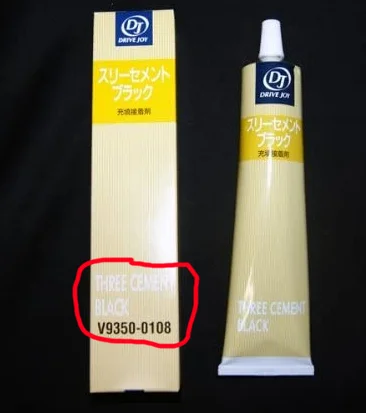 DJ
DRIVE JOY
スリーセメント
ブラック
充填接着剤
THREE CEMENT
BLACK
V9350-0108
DJ
DRIVE JOY
スリーセメント
ブラック
充填接着剤
THREE CEMENT
BLACK